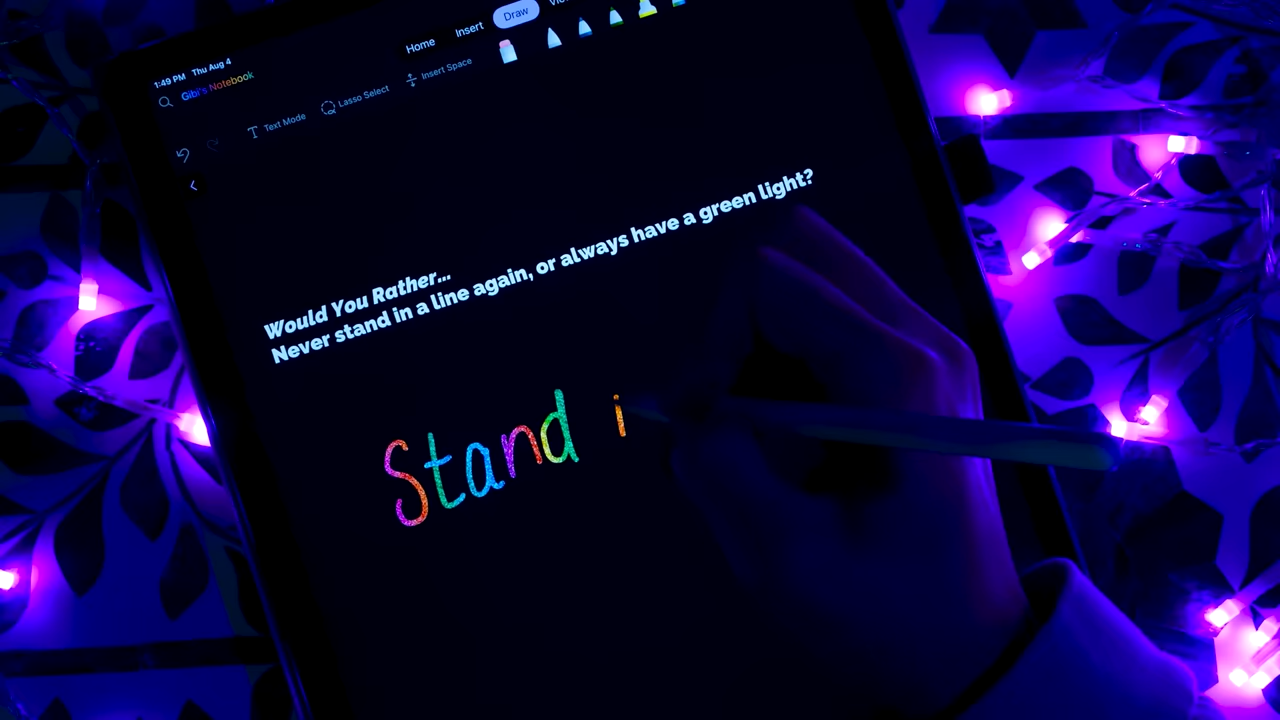 1:49 PM Thu Aug 4
Home Insert Draw
Gibi's Notebook
Text Mode Lasso Select Insert Space
Would You Rather...
Never stand in a line again, or always have a green light?
Stand i